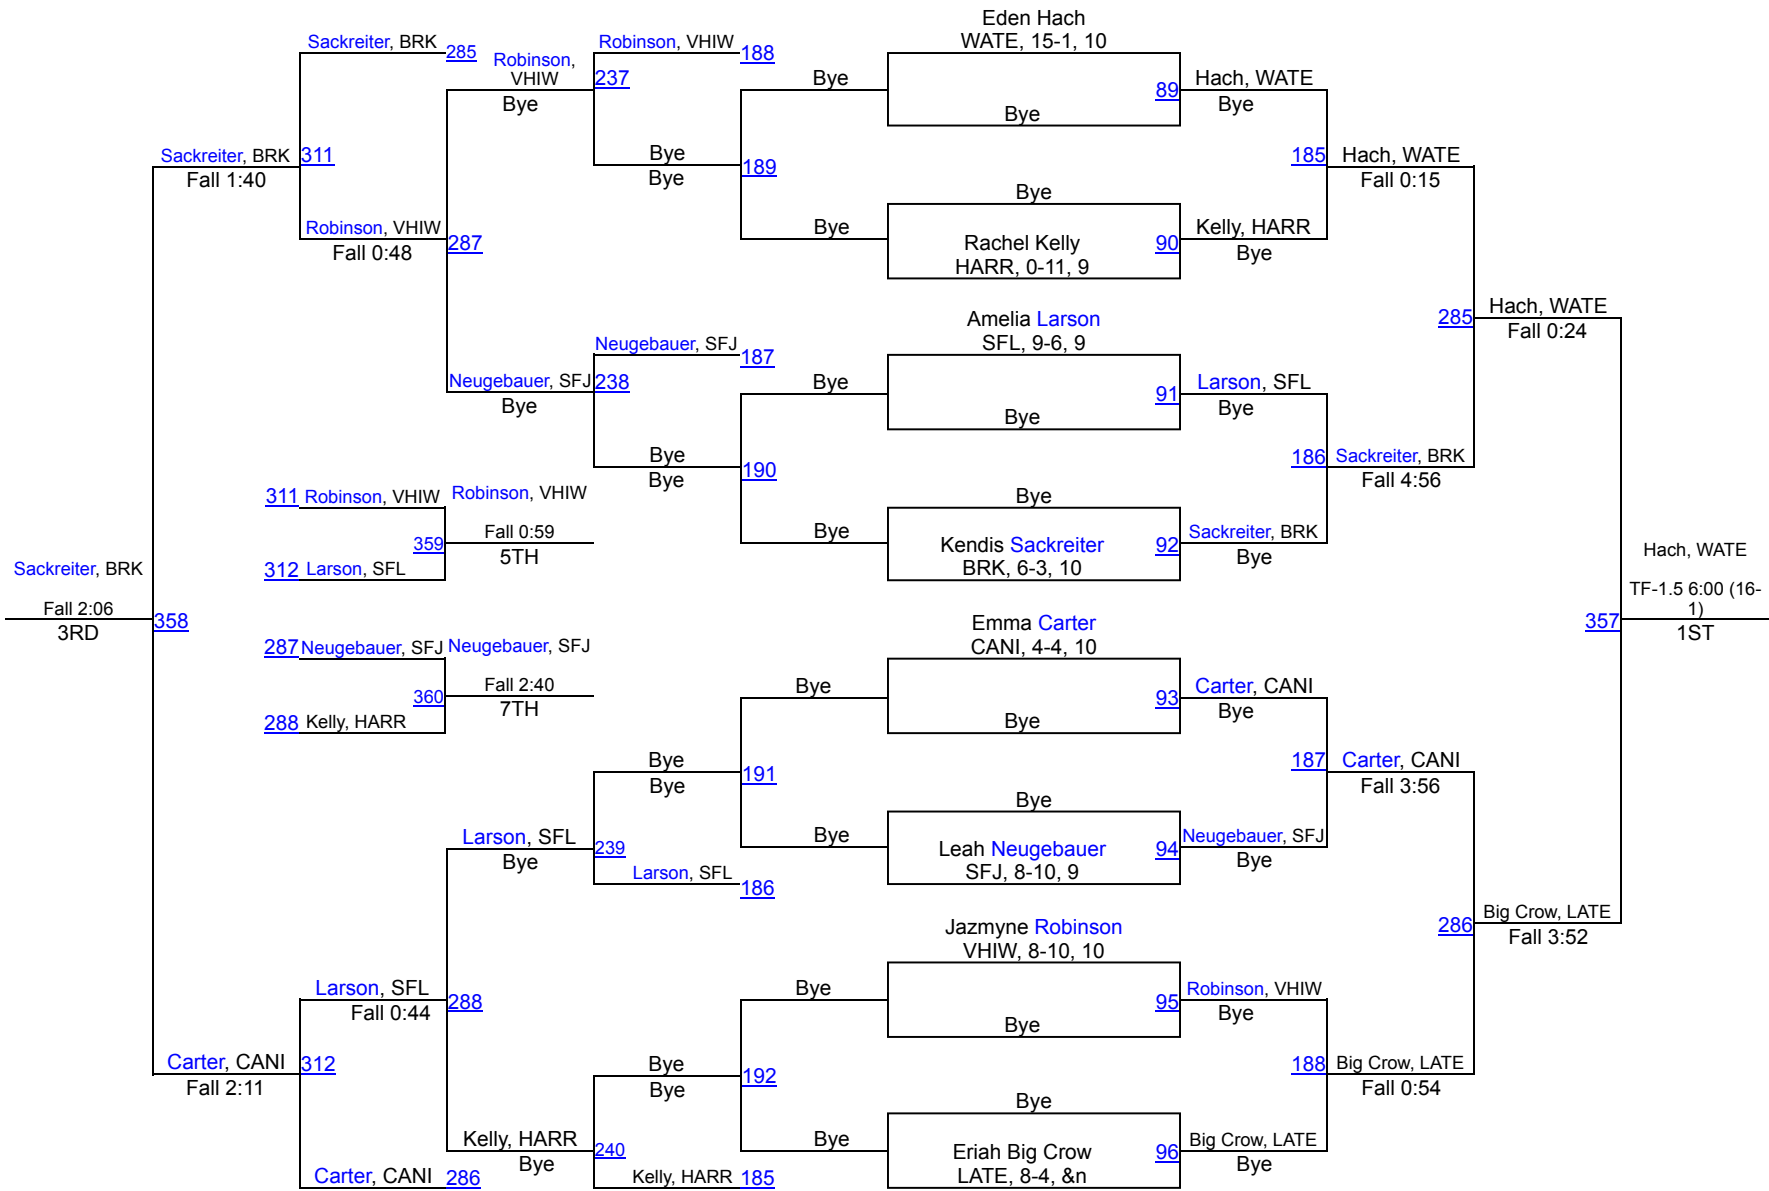 Eden Hach
WATE, 15-1, 10
Sackreiter, BRK
285
Robinson,
VHIW
Bye
237
Robinson, VHIW
188
Bye
Bye
89
Hach, WATE
Bye
Sackreiter, BRK
Fall 1:40
311
Bye
Bye
189
185
Hach, WATE
Fall 0:15
Robinson, VHIW
Fall 0:48
287
Bye
Bye
Rachel Kelly
HARR, 0-11, 9
90
Kelly, HARR
Bye
Amelia Larson
SFL, 9-6, 9
285
Hach, WATE
Fall 0:24
Neugebauer, SFJ
187
Neugebauer, SFJ
Bye
238
Bye
Bye
91
Larson, SFL
Bye
Bye
Bye
190
186
Sackreiter, BRK
Fall 4:56
311
Robinson, VHIW
Robinson, VHIW
Fall 0:59
5TH
359
312
Larson, SFL
Bye
Bye
Kendis Sackreiter
BRK, 6-3, 10
92
Sackreiter, BRK
Bye
Sackreiter, BRK
Fall 2:06
3RD
358
Hach, WATE
TF-1.5 6:00 (16-
1)
1ST
357
287
Neugebauer, SFJ
Neugebauer, SFJ
Fall 2:40
7TH
360
288
Kelly, HARR
Emma Carter
CANI, 4-4, 10
Bye
Bye
93
Carter, CANI
Bye
Bye
Bye
191
187
Carter, CANI
Fall 3:56
Larson, SFL
Bye
239
Larson, SFL
186
Bye
Bye
Leah Neugebauer
SFJ, 8-10, 9
94
Neugebauer, SFJ
Bye
Jazmyne Robinson
VHIW, 8-10, 10
286
Big Crow, LATE
Fall 3:52
Larson, SFL
Fall 0:44
288
Bye
Bye
95
Robinson, VHIW
Bye
Carter, CANI
Fall 2:11
312
Bye
Bye
192
188
Big Crow, LATE
Fall 0:54
Kelly, HARR
Bye
240
Bye
Bye
Eriah Big Crow
LATE, 8-4, &n
96
Big Crow, LATE
Bye
Carter, CANI
286
Kelly, HARR
185